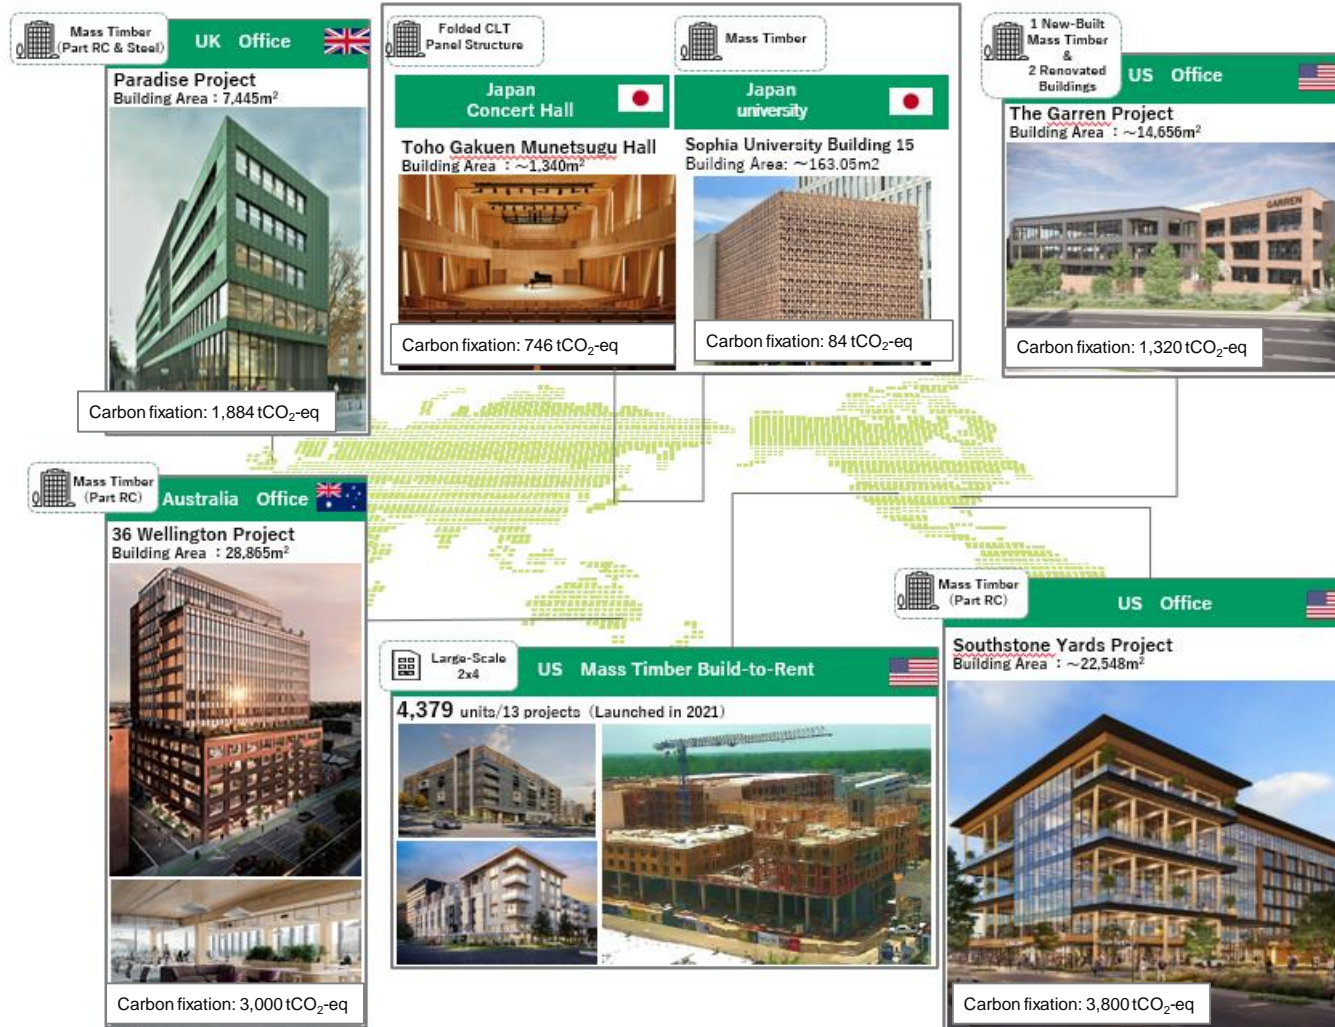 Mass Timber
(Part RC & Steel)
UK Office
Paradise Project
Building Area : 7,445m²
Carbon fixation: 1,884 tCO₂-eq
Folded CLT
Panel Structure
Japan
Concert Hall
Toho Gakuen Munetsugu Hall
Building Area : ~1,340m²
Carbon fixation: 746 tCO₂-eq
Mass Timber
Japan
university
Sophia University Building 15
Building Area: ~163.05m2
Carbon fixation: 84 tCO₂-eq
1 New-Built
Mass Timber
&
2 Renovated
Buildings
US Office
The Garren Project
Building Area : ~14,656m²
GARREN
Carbon fixation: 1,320 tCO₂-eq
Mass Timber
(Part RC)
Australia Office
36 Wellington Project
Building Area : 28,865m²
Carbon fixation: 3,000 tCO₂-eq
Large-Scale
2x4
US Mass Timber Build-to-Rent
4,379 units/13 projects (Launched in 2021)
Mass Timber
(Part RC)
US Office
Southstone Yards Project
Building Area : ~22,548m²
Carbon fixation: 3,800 tCO₂-eq